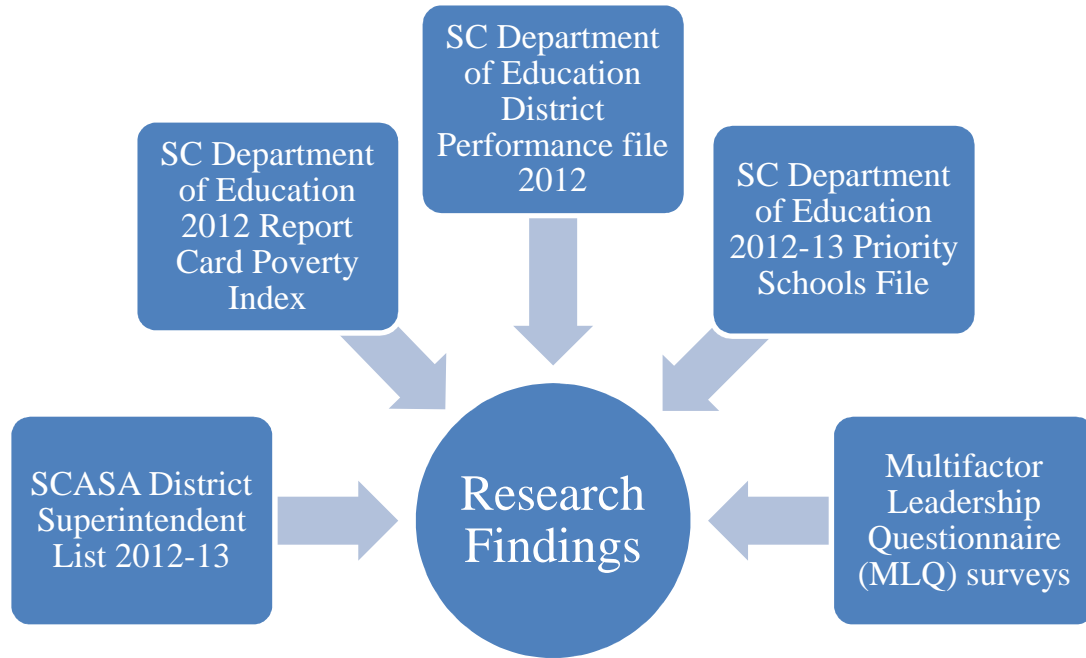 SC Department
of Education
District
Performance file
2012
SC Department
of Education
2012 Report
Card Poverty
Index
SC Department
of Education
2012-13 Priority
Schools File
SCASA District
Superintendent
List 2012-13
Research
Findings
Multifactor
Leadership
Questionnaire
(MLQ) surveys